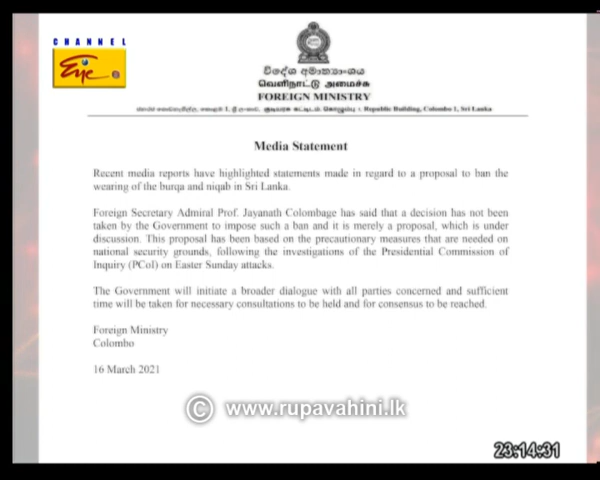 CHANNEL
Eye
විදේශ අමාත්‍යාංශය
வெளிநாட்டு அமைச்சு
FOREIGN MINISTRY
Republic Building, Colombo 1, Sri Lanka
Media Statement
Recent media reports have highlighted statements made in regard to a proposal to ban the
wearing of the burqa and niqab in Sri Lanka.
Foreign Secretary Admiral Prof. Jayanath Colombage has said that a decision has not been
taken by the Government to impose such a ban and it is merely a proposal, which is under
discussion. This proposal has been based on the precautionary measures that are needed on
national security grounds, following the investigations of the Presidential Commission of
Inquiry (PCoI) on Easter Sunday attacks.
The Government will initiate a broader dialogue with all parties concerned and sufficient
time will be taken for necessary consultations to be held and for consensus to be reached.
Foreign Ministry
Colombo
16 March 2021
© www.rupavahini.lk
23:14:31